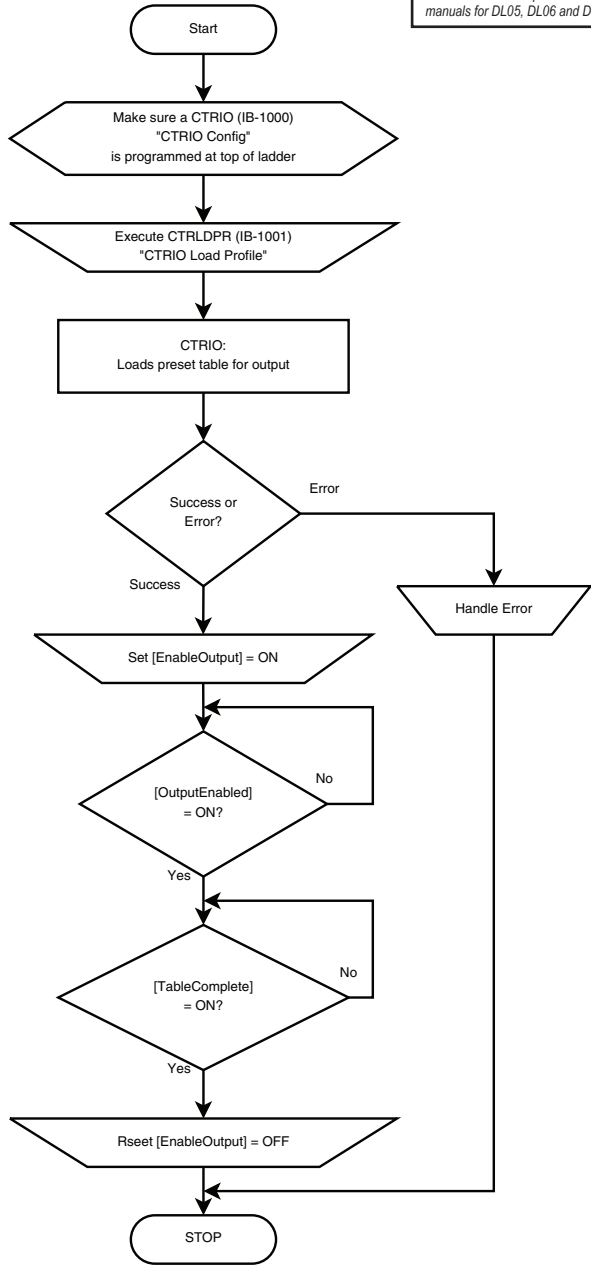 manuals for DL05, DL06 and D
Start
Make sure a CTRIO (IB-1000)
"CTRIO Config"
is programmed at top of ladder
Execute CTRLDPR (IB-1001)
"CTRIO Load Profile"
CTRIO:
Loads preset table for output
Success or
Error?
Error
Success
Handle Error
Set [EnableOutput] = ON
[OutputEnabled]
= ON?
No
Yes
[TableComplete]
= ON?
No
Yes
Rseet [EnableOutput] = OFF
STOP